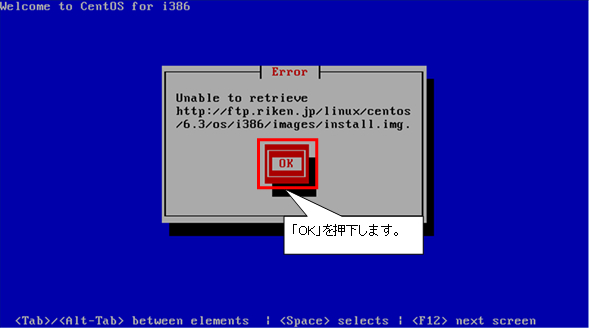 Welcome to CentOS for i386
Error
Unable to retrieve
http://ftp.riken.jp/linux/centos
/6.3/os/i386/images/install.img.
OK
「OK」を押下します。
<Tab>/<Alt-Tab> between elements | <Space> selects | <F12> next screen